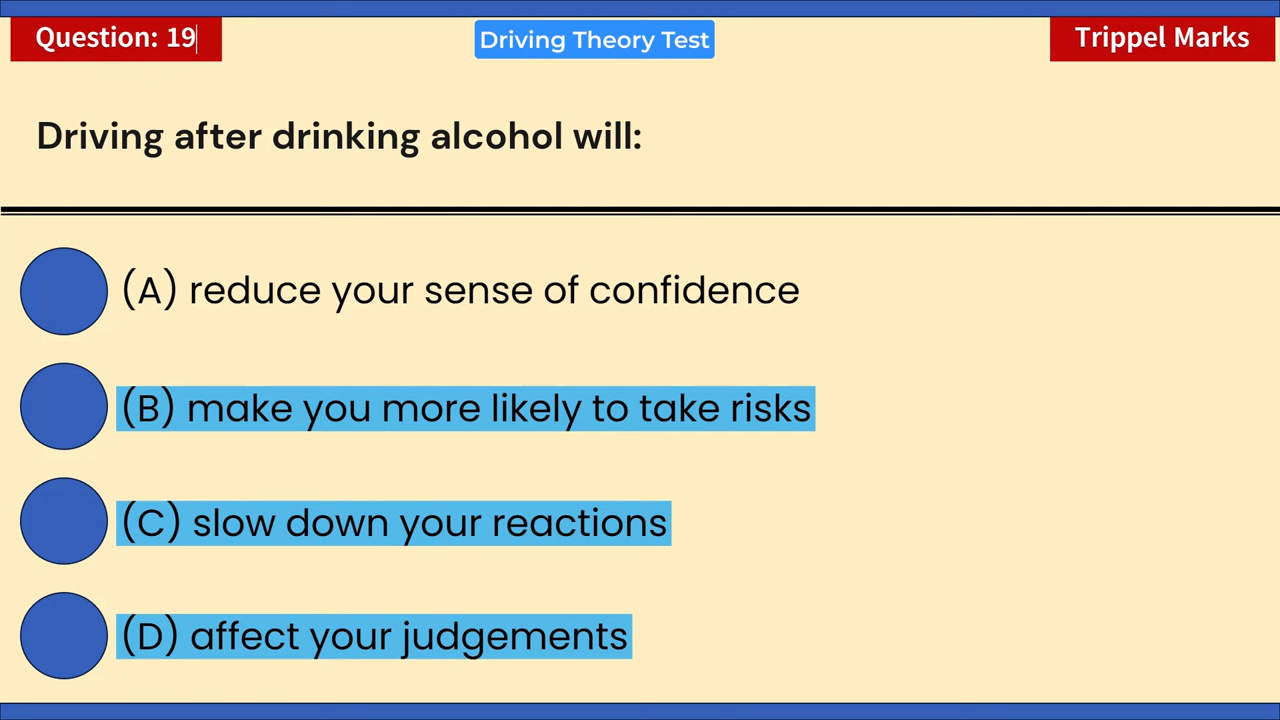 Question: 19
Driving Theory Test
Trippel Marks
Driving after drinking alcohol will:
(A) reduce your sense of confidence
(B) make you more likely to take risks
(C) slow down your reactions
(D) affect your judgements